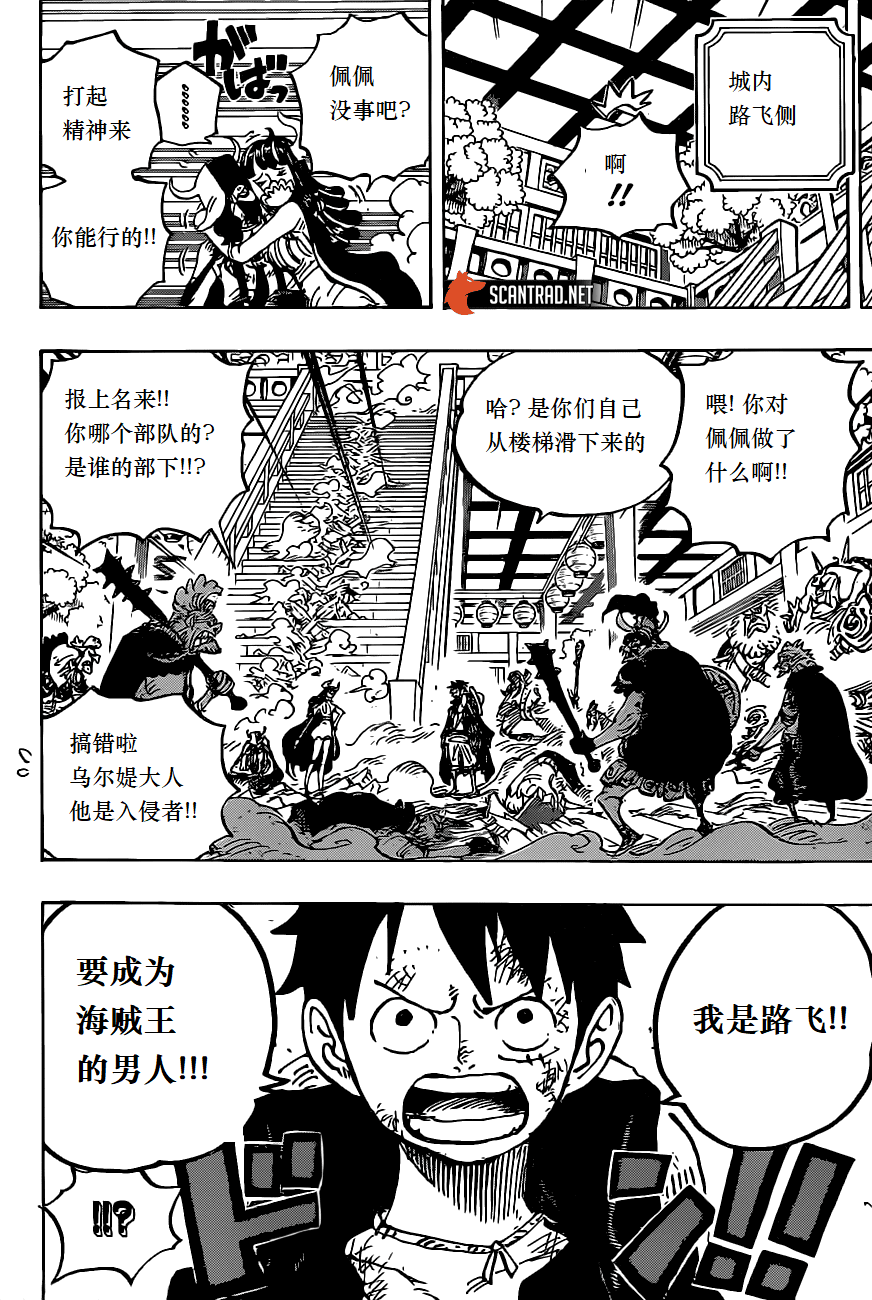 城内
路飞侧
啊
!!
SCANTRAD.NET
佩佩
没事吧?
がばっ
。。。。。。
打起
精神来
你能行的!!
喂! 你对
佩佩做了
什么啊!!
哈? 是你们自己
从楼梯滑下来的
报上名来!!
你哪个部队的?
是谁的部下!!?
搞错啦
乌尔媞大人
他是入侵者!!
我是路飞!!
要成为
海贼王
的男人!!!
!!?
ドン!!